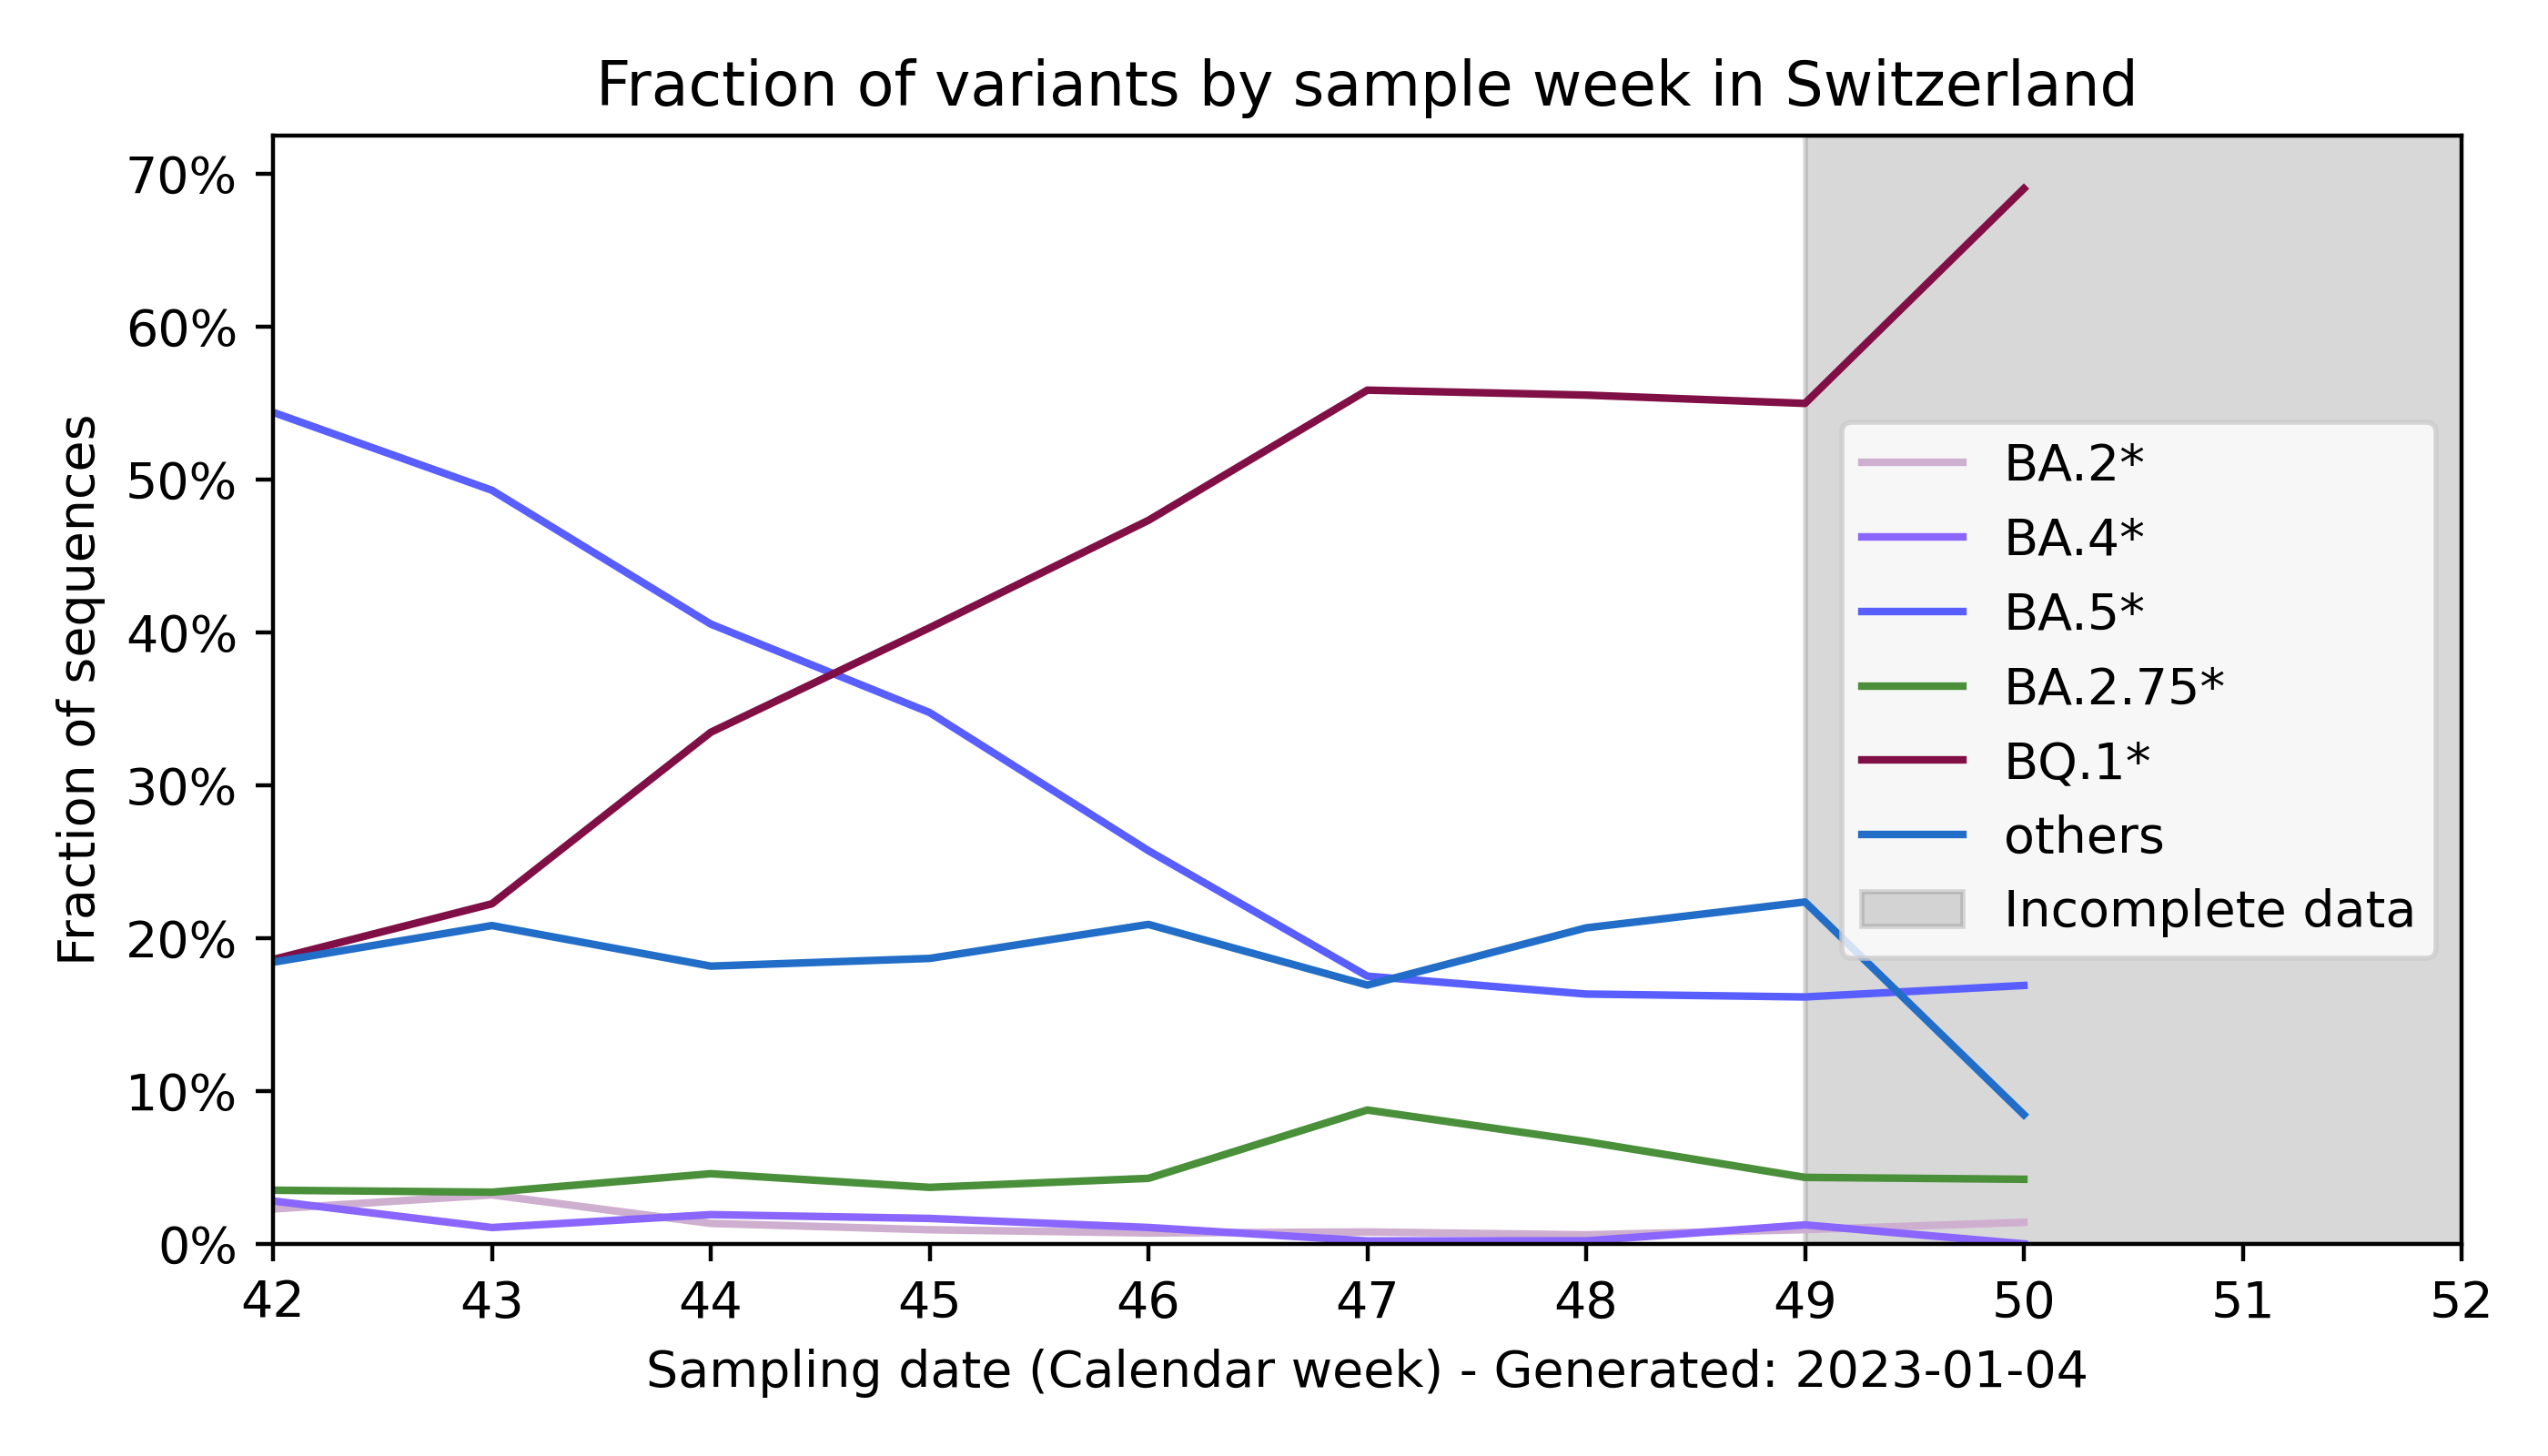 Fraction of variants by sample week in Switzerland
70%
60%
50%
40%
30%
20%
10%
0%
Fraction of sequences
BA.2*
BA.4*
BA.5*
BA.2.75*
BQ.1*
others
Incomplete data
42 43 44 45 46 47 48 49 50 51 52
Sampling date (Calendar week) - Generated: 2023-01-04